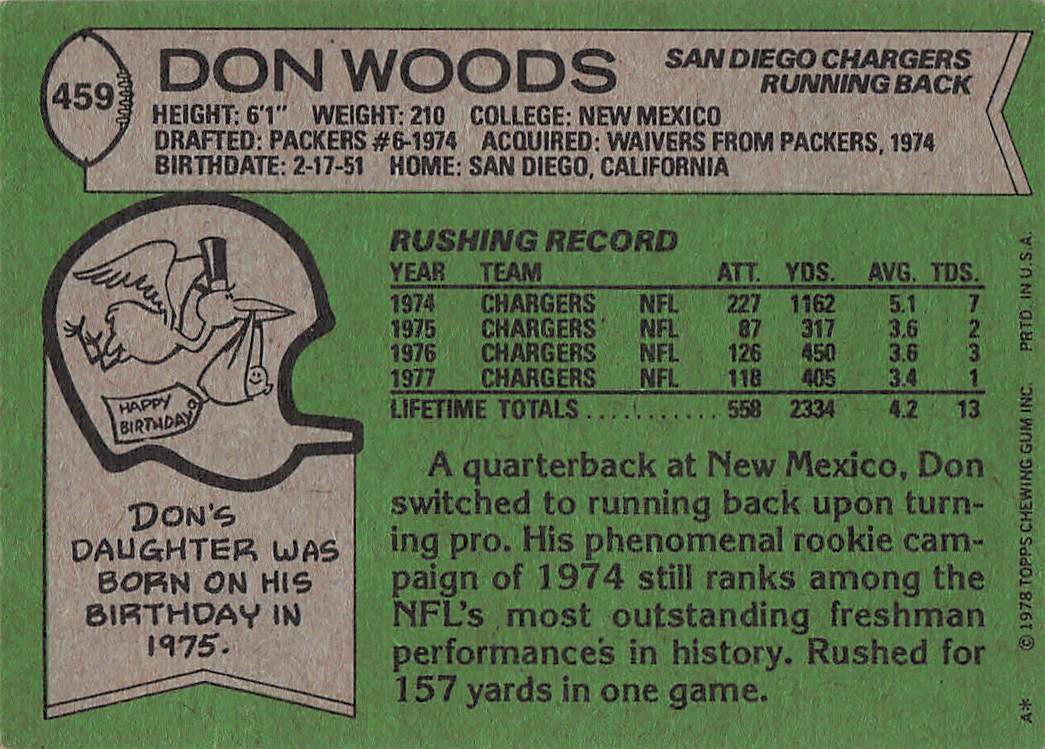 459
DON WOODS
SAN DIEGO CHARGERS
RUNNING BACK
HEIGHT: 6'1" WEIGHT: 210 COLLEGE: NEW MEXICO
DRAFTED: PACKERS #6-1974 ACQUIRED: WAIVERS FROM PACKERS, 1974
BIRTHDATE: 2-17-51 HOME: SAN DIEGO, CALIFORNIA
HAPPY
BIRTHDAY
DON'S
DAUGHTER WAS
BORN ON HIS
BIRTHDAY IN
1975.
RUSHING RECORD
YEAR TEAM ATT. YDS. AVG. TDS.
1974 CHARGERS NFL 227 1162 5.1 7
1975 CHARGERS NFL 87 317 3.6 2
1976 CHARGERS NFL 126 450 3.6 3
1977 CHARGERS NFL 118 405 3.4 1
LIFETIME TOTALS ............ 558 2334 4.2 13
A quarterback at New Mexico, Don
switched to running back upon turn-
ing pro. His phenomenal rookie cam-
paign of 1974 still ranks among the
NFL's most outstanding freshman
performances in history. Rushed for
157 yards in one game.
A* © 1978 TOPPS CHEWING GUM INC. PRTD. IN U.S.A.